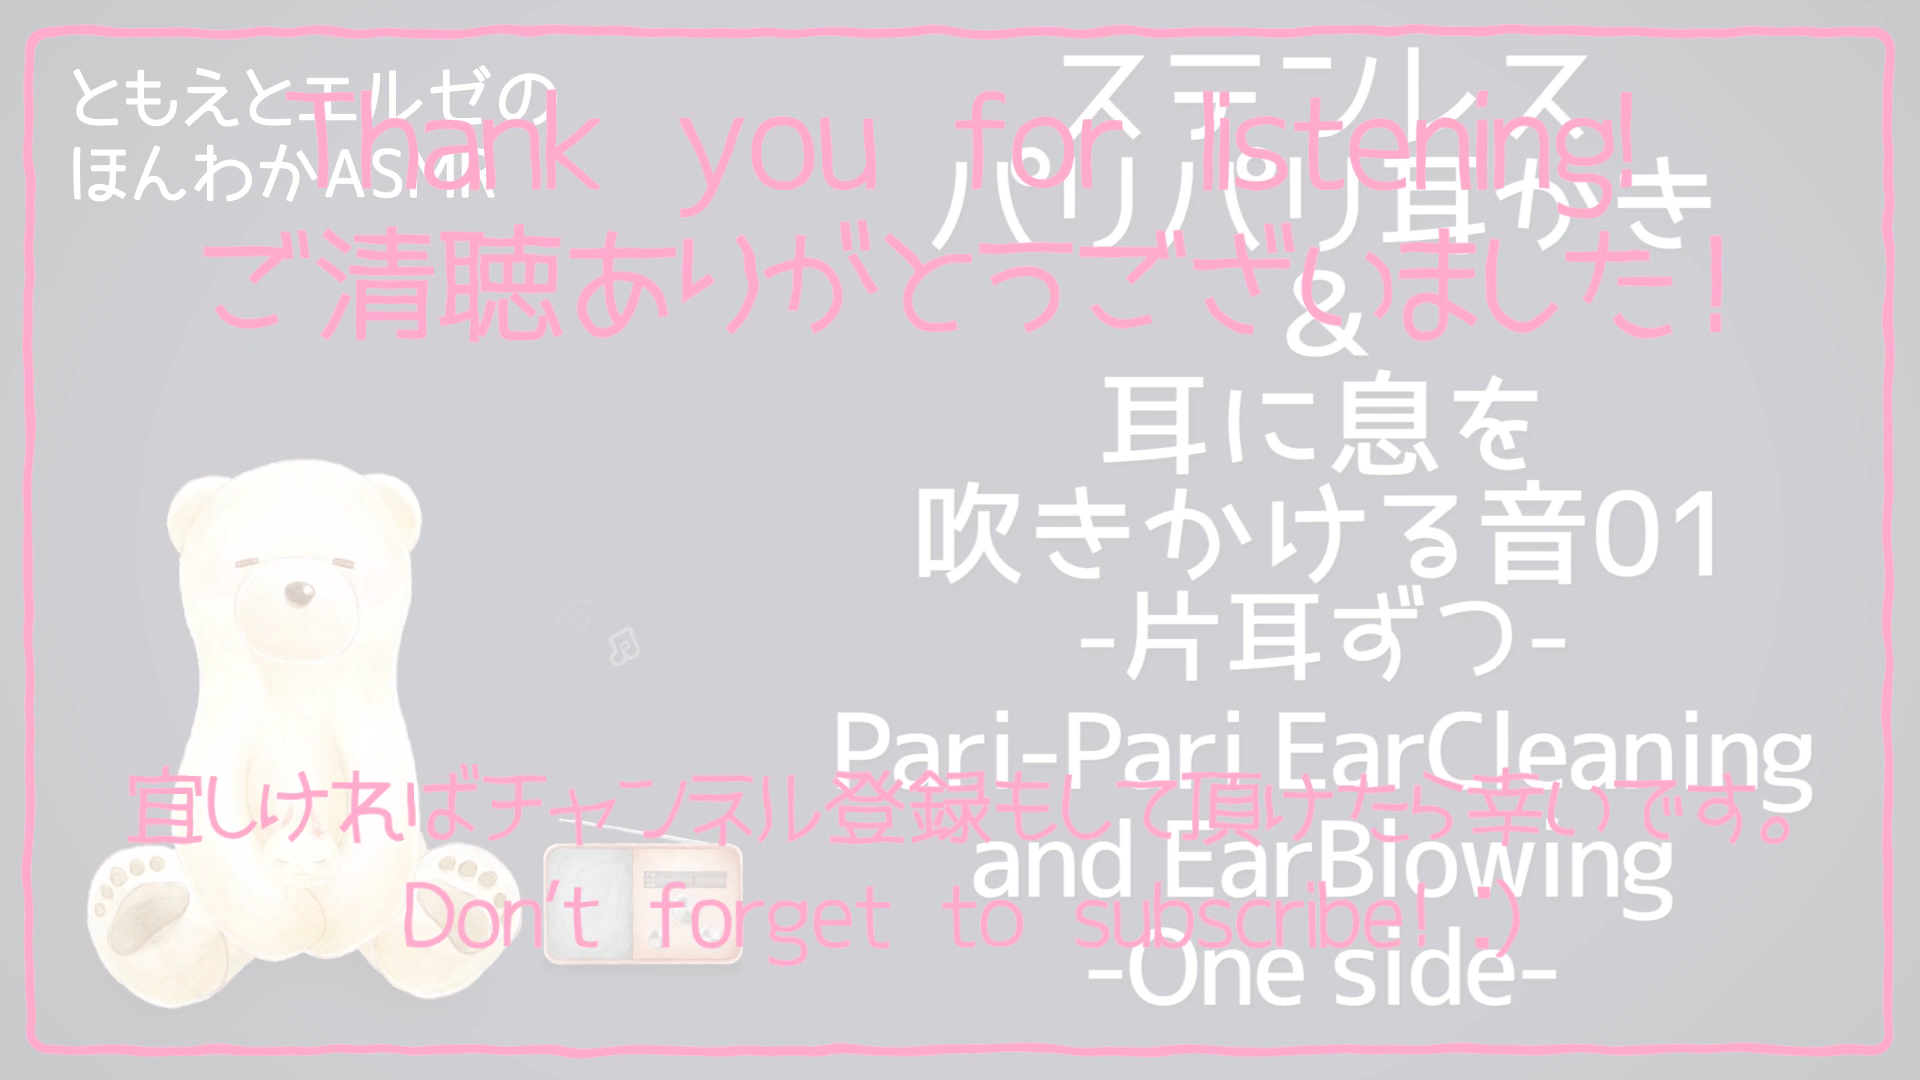 ともえとエルゼの
ほんわかASMR
ステンレス
パリパリ耳かき
&
耳に息を
吹きかける音01
-片耳ずつ-
Pari-Pari EarCleaning
and EarBlowing
-One side-
Thank you for listening!
ご清聴ありがとうございました!
宜しければチャンネル登録もして頂けたら幸いです。
Don't forget to subscribe! :)